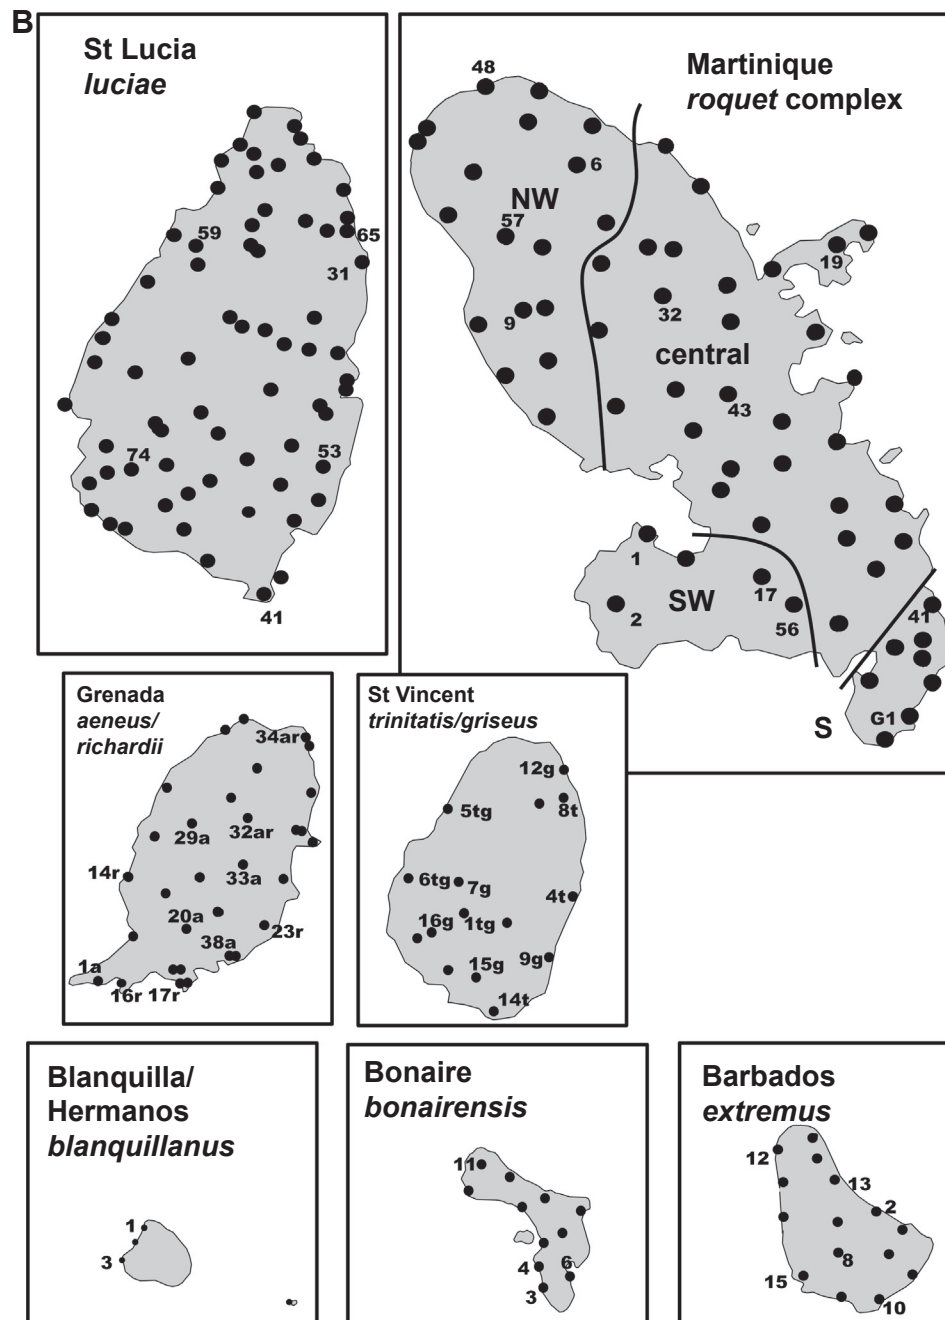 B
St Lucia
luciae
59
65
31
74
53
41
Martinique
roquet complex
48
6
NW
57
19
9
32
central
43
1
SW
17
2
56
41
G1
S
Grenada
aeneus/
richardii
34ar
29a
32ar
14r
33a
20a
38a
23r
1a
16r
17r
St Vincent
trinitatis/griseus
12g
5tg
8t
6tg
7g
4t
16g
1tg
15g
9g
14t
Blanquilla/
Hermanos
blanquillanus
1
3
Bonaire
bonairensis
11
4
6
3
Barbados
extremus
12
13
2
8
15
10